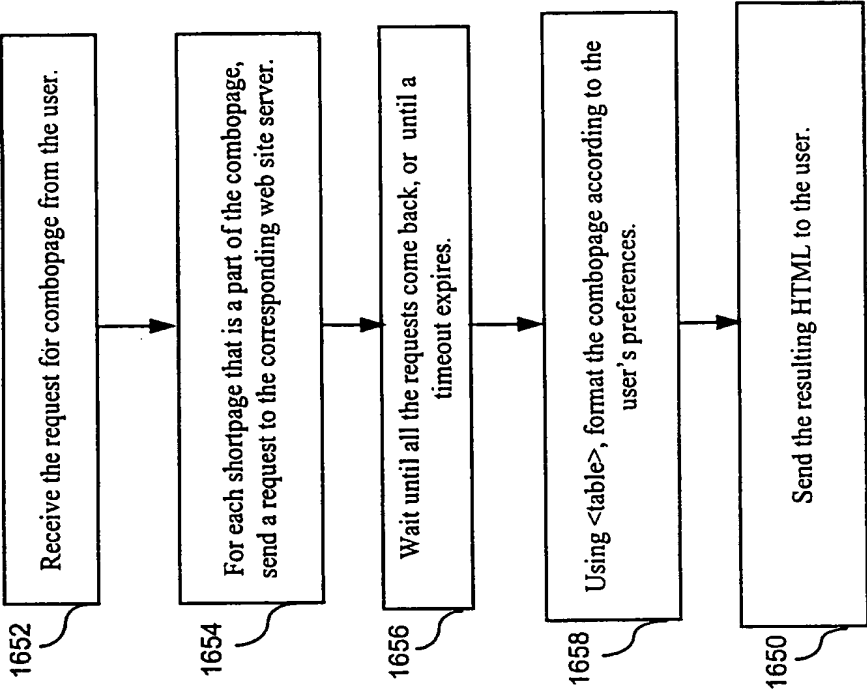 1652
Receive the request for combopage from the user.
1654
For each shortpage that is a part of the combopage,
send a request to the corresponding web site server.
1656
Wait until all the requests come back, or until a
timeout expires.
1658
Using <table>, format the combopage according to the
user's preferences.
1650
Send the resulting HTML to the user.